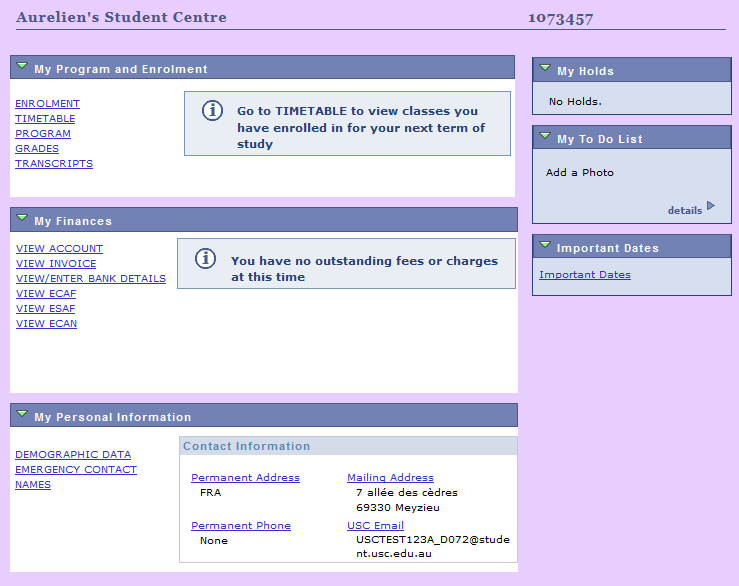 Aurelien's Student Centre
1073457
My Program and Enrolment
ENROLMENT
TIMETABLE
PROGRAM
GRADES
TRANSCRIPTS
Go to TIMETABLE to view classes you
have enrolled in for your next term of
study
My Finances
VIEW ACCOUNT
VIEW INVOICE
VIEW/ENTER BANK DETAILS
VIEW ECAF
VIEW ESAF
VIEW ECAN
You have no outstanding fees or charges
at this time
My Personal Information
DEMOGRAPHIC DATA
EMERGENCY CONTACT
NAMES
Contact Information
Permanent Address
FRA
Mailing Address
7 allée des cèdres
69330 Meyzieu
Permanent Phone
None
USC Email
USCTEST123A_D072@stude
nt.usc.edu.au
My Holds
No Holds.
My To Do List
Add a Photo
details
Important Dates
Important Dates